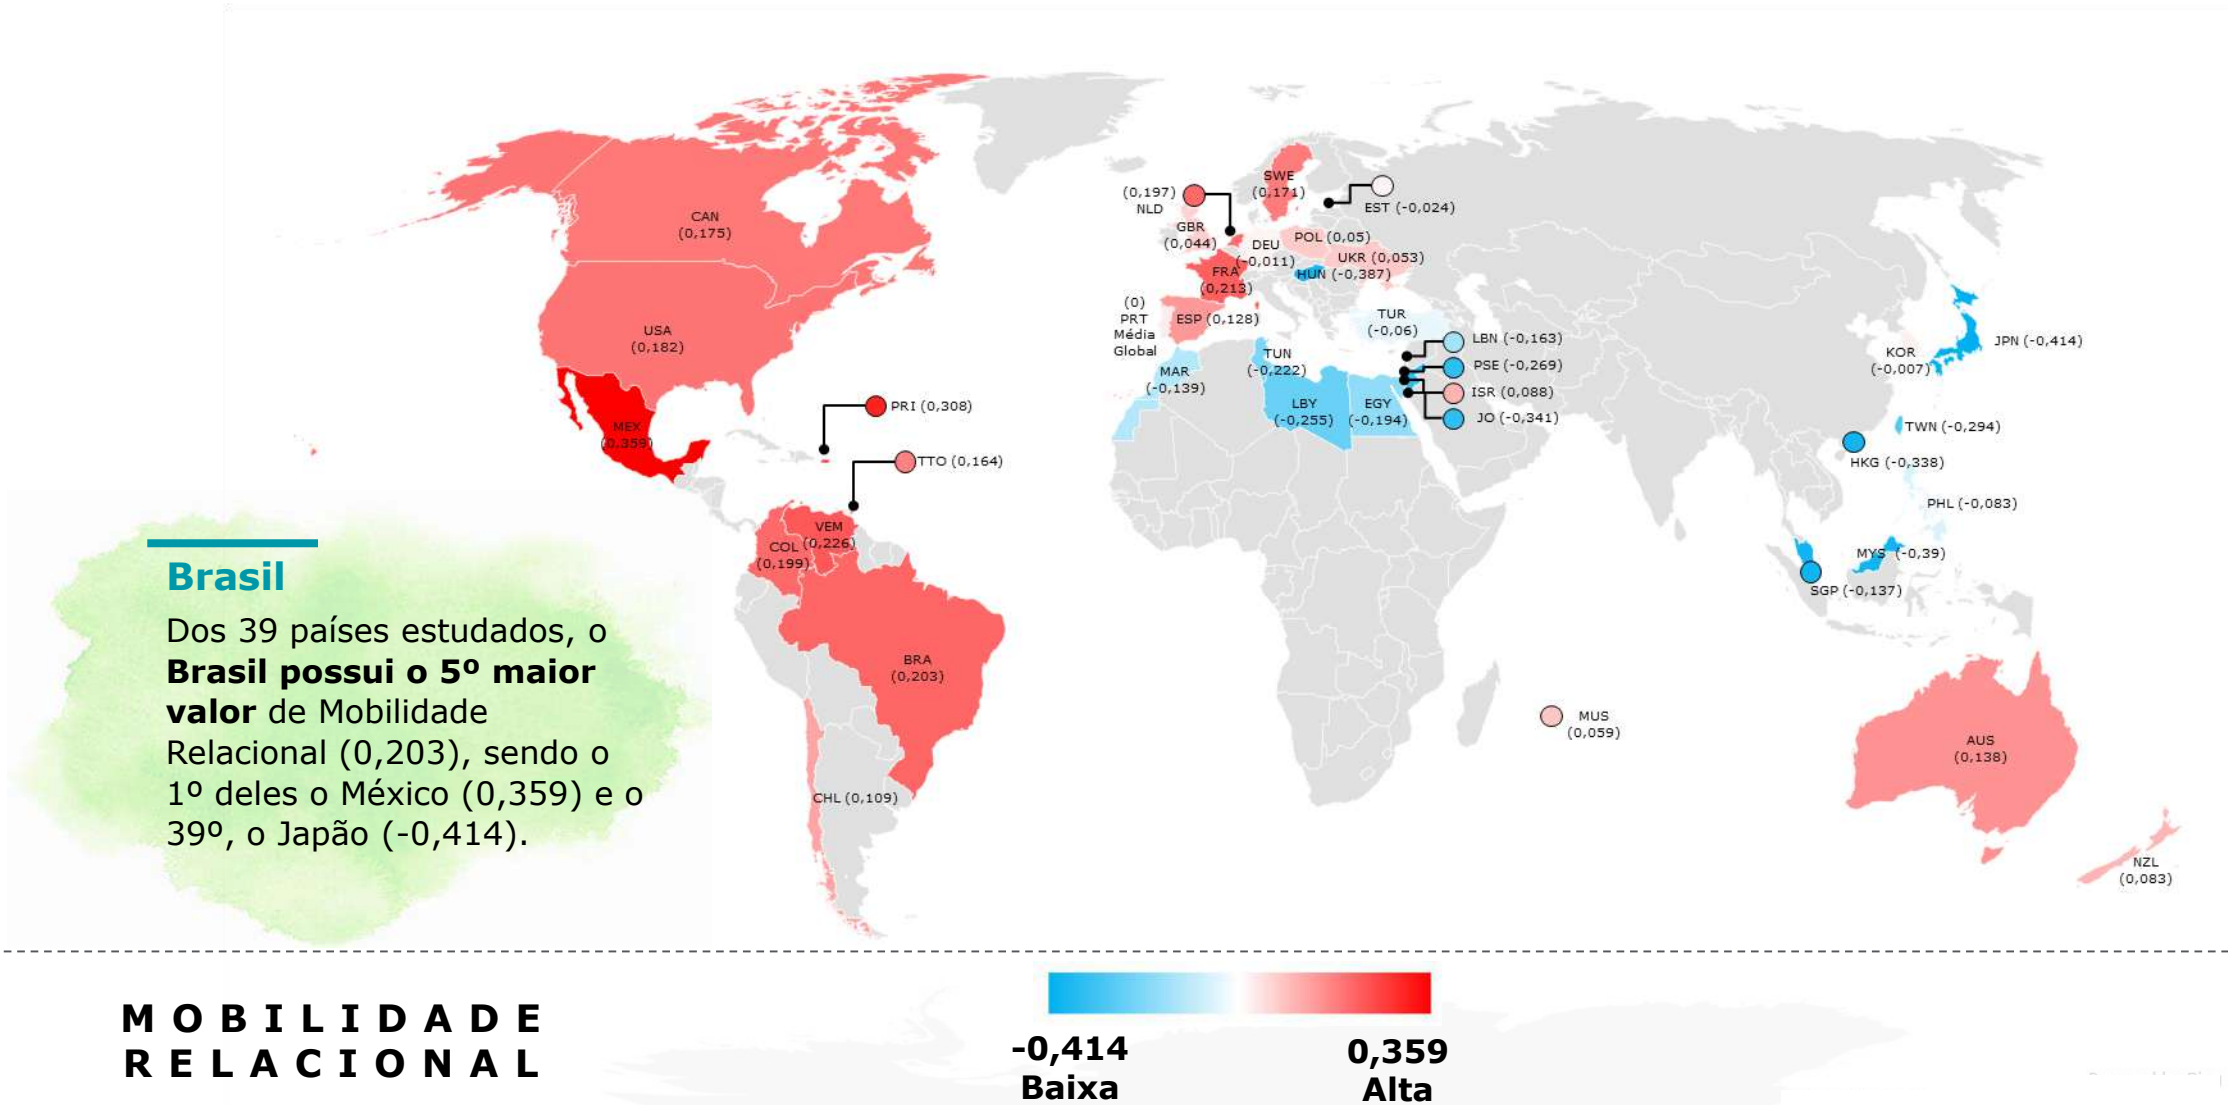 CAN
(0,175)
USA
(0,182)
MEX
(0,359)
PRI (0,308)
TTO (0,164)
VEM
(0,226)
COL
(0,199)
BRA
(0,203)
CHL (0,109)
(0,197)
NLD
SWE
(0,171)
EST (-0,024)
GBR
(0,044)
DEU
(-0,011)
POL (0,05)
UKR (0,053)
HUN (-0,387)
FRA
(0,213)
(0)
PRT
Média
Global
ESP (0,128)
TUR
(-0,06)
LBN (-0,163)
PSE (-0,269)
ISR (0,088)
JO (-0,341)
MAR
(-0,139)
TUN
(-0,222)
LBY
(-0,255)
EGY
(-0,194)
KOR
(-0,007)
JPN (-0,414)
TWN (-0,294)
HKG (-0,338)
PHL (-0,083)
MYS (-0,39)
SGP (-0,137)
MUS
(0,059)
AUS
(0,138)
NZL
(0,083)
Brasil
Dos 39 países estudados, o
Brasil possui o 5º maior
valor de Mobilidade
Relacional (0,203), sendo o
1º deles o México (0,359) e o
39º, o Japão (-0,414).
MOBILIDADE
RELACIONAL
-0,414
Baixa
0,359
Alta